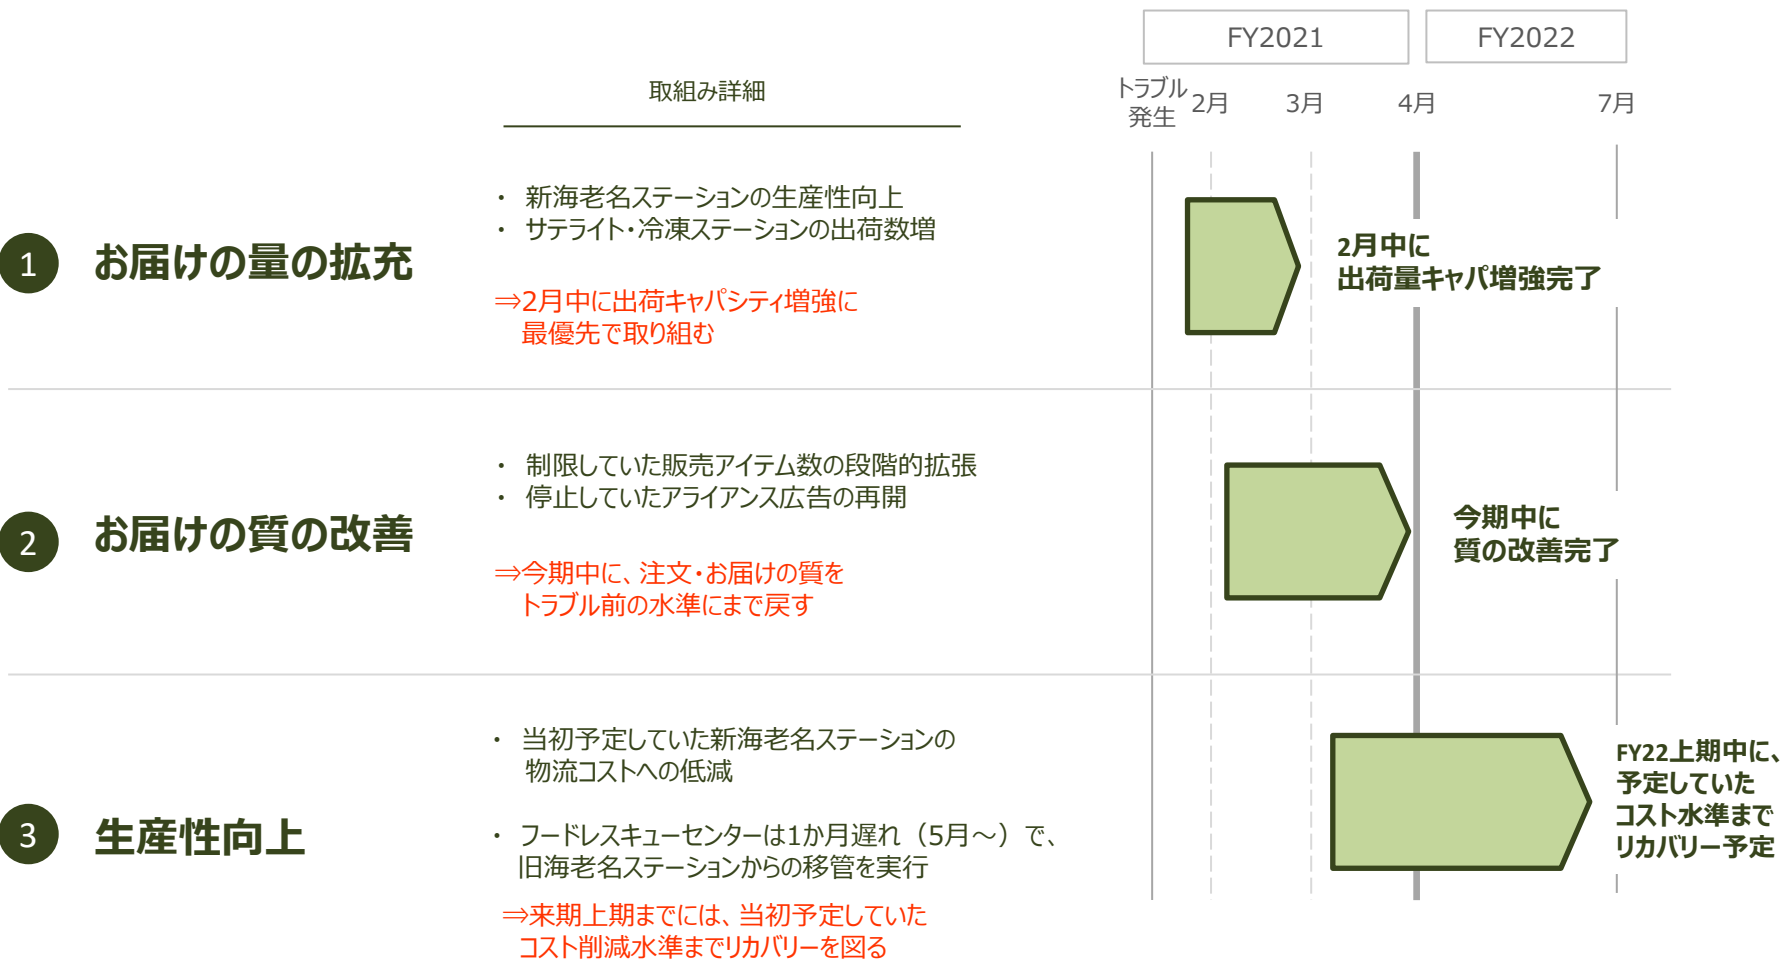 FY2021
FY2022
取組み詳細
トラブル
発生
2月
3月
4月
7月
1
お届けの量の拡充
・ 新海老名ステーションの生産性向上
・ サテライト・冷凍ステーションの出荷数増
⇒2月中に出荷キャパシティ増強に
最優先で取り組む
2月中に
出荷量キャパ増強完了
2
お届けの質の改善
・ 制限していた販売アイテム数の段階的拡張
・ 停止していたアライアンス広告の再開
⇒今期中に、注文・お届けの質を
トラブル前の水準にまで戻す
今期中に
質の改善完了
3
生産性向上
・ 当初予定していた新海老名ステーションの
物流コストへの低減
・ フードレスキューセンターは1か月遅れ（5月～）で、
旧海老名ステーションからの移管を実行
⇒来期上期までには、当初予定していた
コスト削減水準までリカバリーを図る
FY22上期中に、
予定していた
コスト水準まで
リカバリー予定